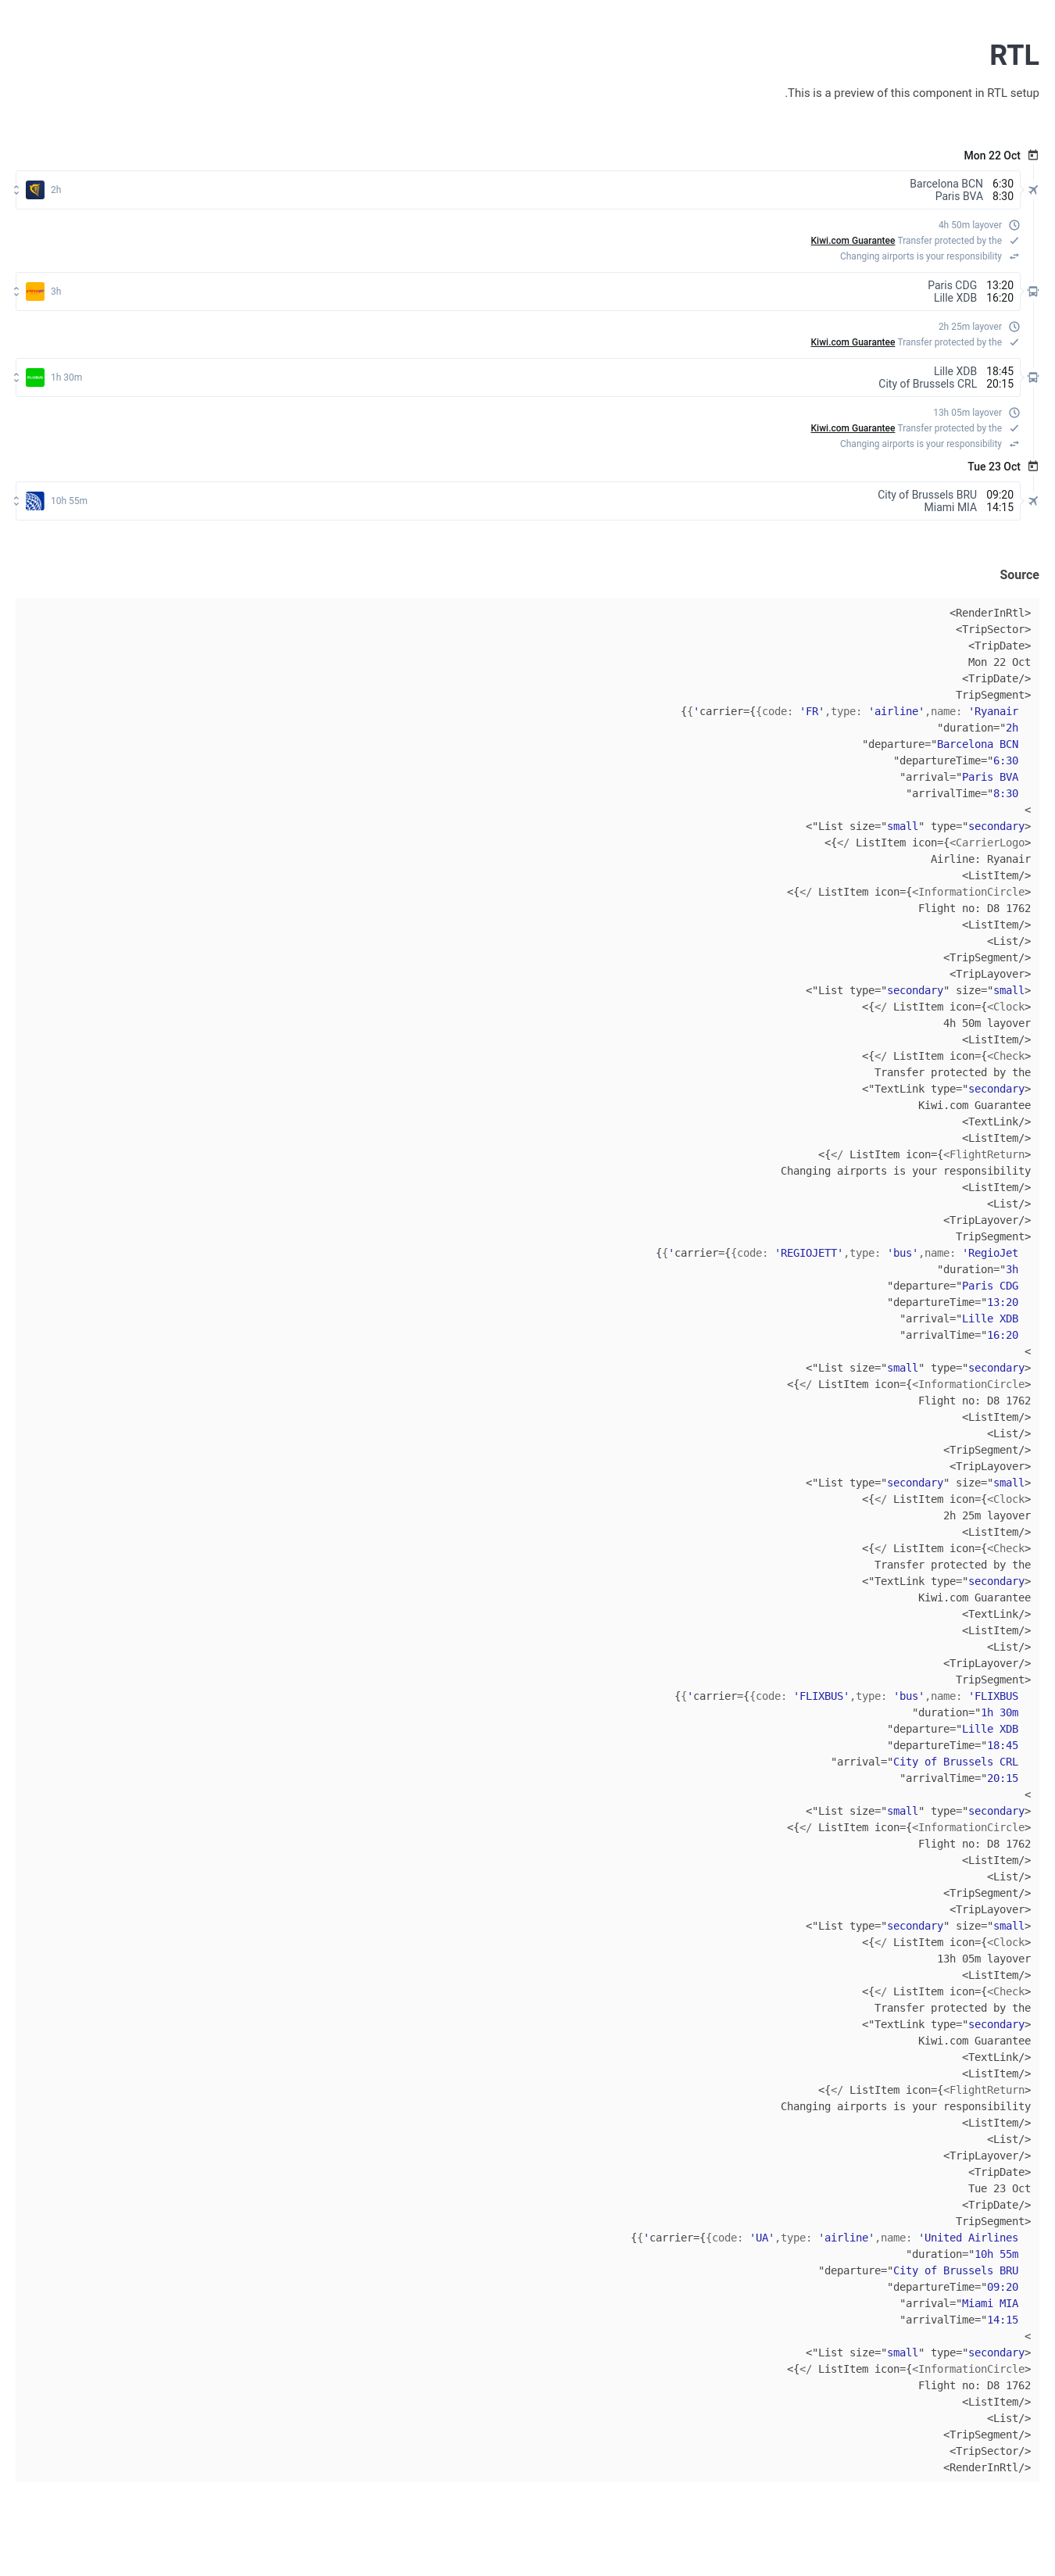 RTL
.This is a preview of this component in RTL setup
Mon 22 Oct
Barcelona BCN 6:30
Paris BVA 8:30
2h
4h 50m layover
Kiwi.com Guarantee Transfer protected by the
Changing airports is your responsibility
Paris CDG 13:20
Lille XDB 16:20
3h
2h 25m layover
Kiwi.com Guarantee Transfer protected by the
Lille XDB 18:45
City of Brussels CRL 20:15
1h 30m
13h 05m layover
Kiwi.com Guarantee Transfer protected by the
Changing airports is your responsibility
Tue 23 Oct
City of Brussels BRU 09:20
Miami MIA 14:15
10h 55m
Source
<RenderInRtl>
<TripSector>
<TripDate>
Mon 22 Oct
<TripDate/>
TripSegment>
{{'carrier={{code: 'FR',type: 'airline',name: 'Ryanair
"duration="2h
"departure="Barcelona BCN
"departureTime="6:30
"arrival="Paris BVA
"arrivalTime="8:30
<
<"List size="small" type="secondary>
<{</ ListItem icon={<CarrierLogo>
Airline: Ryanair
<ListItem/>
<{</ ListItem icon={<InformationCircle>
Flight no: D8 1762
<ListItem/>
<List/>
<TripSegment/>
<TripLayover>
<"List type="secondary" size="small>
<{</ ListItem icon={<Clock>
4h 50m layover
<ListItem/>
<{</ ListItem icon={<Check>
Transfer protected by the
<"TextLink type="secondary>
Kiwi.com Guarantee
<TextLink/>
<ListItem/>
<{</ ListItem icon={<FlightReturn>
Changing airports is your responsibility
<ListItem/>
<List/>
<TripLayover/>
TripSegment>
{{'carrier={{code: 'REGIOJETT',type: 'bus',name: 'RegioJet
"duration="3h
"departure="Paris CDG
"departureTime="13:20
"arrival="Lille XDB
"arrivalTime="16:20
<
<"List size="small" type="secondary>
<{</ ListItem icon={<InformationCircle>
Flight no: D8 1762
<ListItem/>
<List/>
<TripSegment/>
<TripLayover>
<"List type="secondary" size="small>
<{</ ListItem icon={<Clock>
2h 25m layover
<ListItem/>
<{</ ListItem icon={<Check>
Transfer protected by the
<"TextLink type="secondary>
Kiwi.com Guarantee
<TextLink/>
<ListItem/>
<List/>
<TripLayover/>
TripSegment>
{{'carrier={{code: 'FLIXBUS',type: 'bus',name: 'FLIXBUS
"duration="1h 30m
"departure="Lille XDB
"departureTime="18:45
"arrival="City of Brussels CRL
"arrivalTime="20:15
<
<"List size="small" type="secondary>
<{</ ListItem icon={<InformationCircle>
Flight no: D8 1762
<ListItem/>
<List/>
<TripSegment/>
<TripLayover>
<"List type="secondary" size="small>
<{</ ListItem icon={<Clock>
13h 05m layover
<ListItem/>
<{</ ListItem icon={<Check>
Transfer protected by the
<"TextLink type="secondary>
Kiwi.com Guarantee
<TextLink/>
<ListItem/>
<{</ ListItem icon={<FlightReturn>
Changing airports is your responsibility
<ListItem/>
<List/>
<TripLayover/>
<TripDate>
Tue 23 Oct
<TripDate/>
TripSegment>
{{'carrier={{code: 'UA',type: 'airline',name: 'United Airlines
"duration="10h 55m
"departure="City of Brussels BRU
"departureTime="09:20
"arrival="Miami MIA
"arrivalTime="14:15
<
<"List size="small" type="secondary>
<{</ ListItem icon={<InformationCircle>
Flight no: D8 1762
<ListItem/>
<List/>
<TripSegment/>
<TripSector/>
<RenderInRtl/>